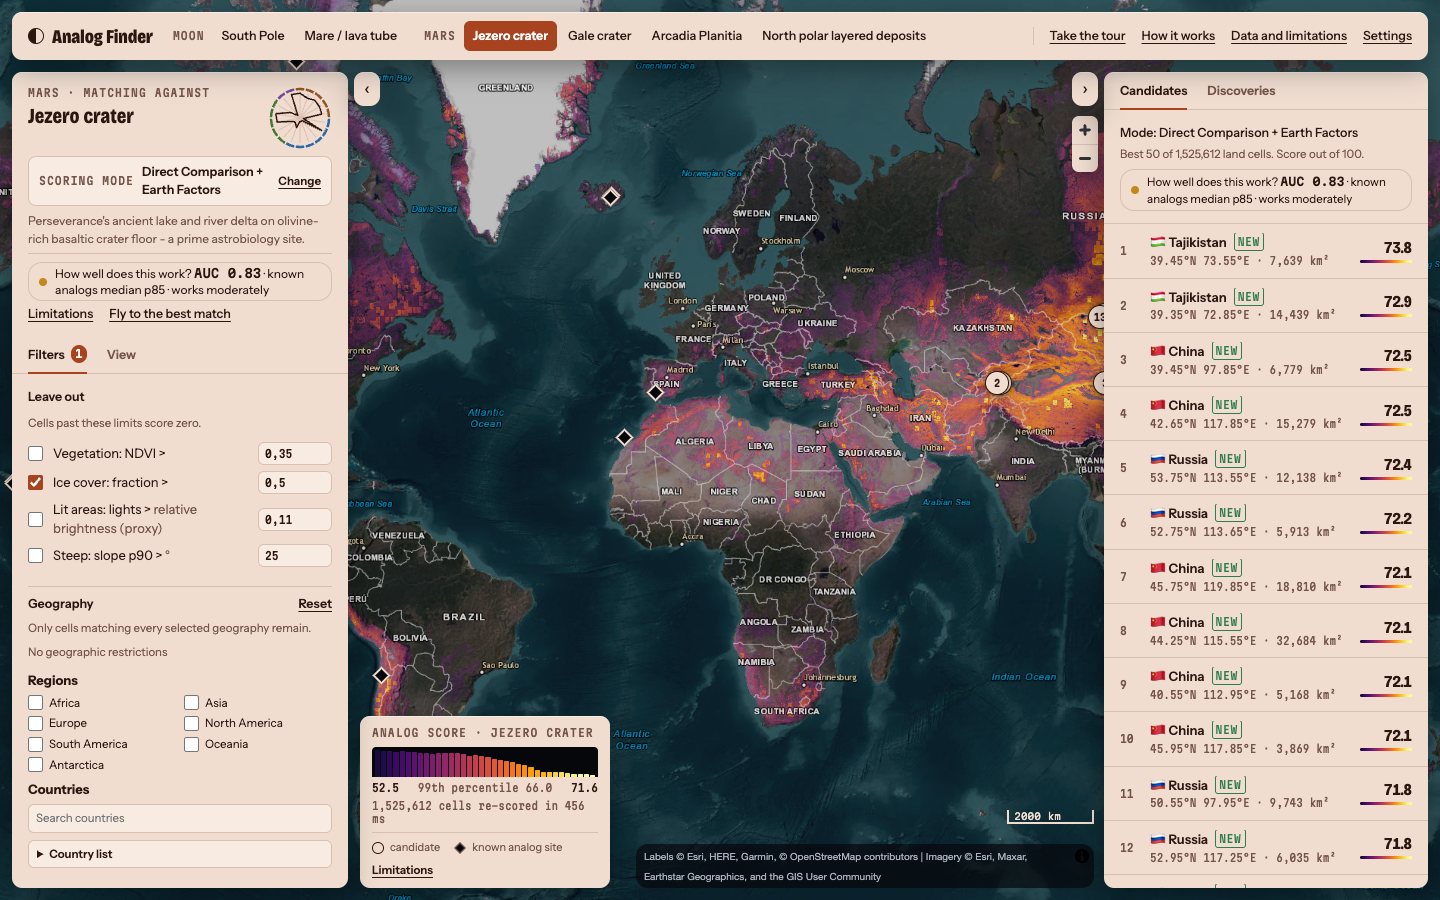 Analog Finder
MOON
South Pole
Mare / lava tube
MARS
Jezero crater
Gale crater
Arcadia Planitia
North polar layered deposits
Take the tour
How it works
Data and limitations
Settings
MARS · MATCHING AGAINST
Jezero crater
SCORING MODE
Direct Comparison +
Earth Factors
Change
Perseverance's ancient lake and river delta on olivine-
rich basaltic crater floor - a prime astrobiology site.
How well does this work? AUC 0.83 · known
analogs median p85 · works moderately
Limitations
Fly to the best match
Filters 1
View
Leave out
Cells past these limits score zero.
Vegetation: NDVI >
0,35
Ice cover: fraction >
0,5
Lit areas: lights > relative
brightness (proxy)
0,11
Steep: slope p90 > °
25
Geography
Reset
Only cells matching every selected geography remain.
No geographic restrictions
Regions
Africa
Asia
Europe
North America
South America
Oceania
Antarctica
Countries
Search countries
Country list
‹
›
+
−
Greenland Sea
GREENLAND
Norwegian Sea
Davis Strait
SWEDEN
FINLAND
NORWAY
Stockholm
RUSSIA
Moscow
UNITED
KINGDOM
London
POLAND
GERMANY
Warsaw
Paris
UKRAINE
KAZAKHSTAN
FRANCE
Milan
ITALY
Istanbul
Madrid
SPAIN
GREECE
TURKEY
New York
Atlantic
Ocean
Baghdad
IRAN
Cairo
New Delhi
ALGERIA
LIBYA
EGYPT
SAUDI ARABIA
Dubai
INDIA
Mumbai
MALI
NIGER
CHAD
SUDAN
Arabian Sea
NIGERIA
Accra
ETHIOPIA
VENEZUELA
COLOMBIA
DR CONGO
TANZANIA
BRAZIL
ANGOLA
ZAMBIA
BOLIVIA
NAMIBIA
Sao Paulo
Johannesburg
Indian Ocean
SOUTH AFRICA
Atlantic
Ocean
2
ANALOG SCORE · JEZERO CRATER
52.5
99th percentile 66.0
71.6
1,525,612 cells re-scored in 456
ms
candidate
known analog site
Limitations
2000 km
Labels © Esri, HERE, Garmin, © OpenStreetMap contributors | Imagery © Esri, Maxar,
Earthstar Geographics, and the GIS User Community
Candidates
Discoveries
Mode: Direct Comparison + Earth Factors
Best 50 of 1,525,612 land cells. Score out of 100.
How well does this work? AUC 0.83 · known
analogs median p85 · works moderately
1 Tajikistan NEW 73.8
39.45°N 73.55°E · 7,639 km²
2 Tajikistan NEW 72.9
39.35°N 72.85°E · 14,439 km²
3 China NEW 72.5
39.45°N 97.85°E · 6,779 km²
4 China NEW 72.5
42.65°N 117.85°E · 15,279 km²
5 Russia NEW 72.4
53.75°N 113.55°E · 12,138 km²
6 Russia NEW 72.2
52.75°N 113.65°E · 5,913 km²
7 China NEW 72.1
45.75°N 119.85°E · 18,810 km²
8 China NEW 72.1
44.25°N 115.55°E · 32,684 km²
9 China NEW 72.1
40.55°N 112.95°E · 5,168 km²
10 China NEW 72.1
45.95°N 117.85°E · 3,869 km²
11 Russia NEW 71.8
50.55°N 97.95°E · 9,743 km²
12 Russia NEW 71.8
52.95°N 117.25°E · 6,035 km²